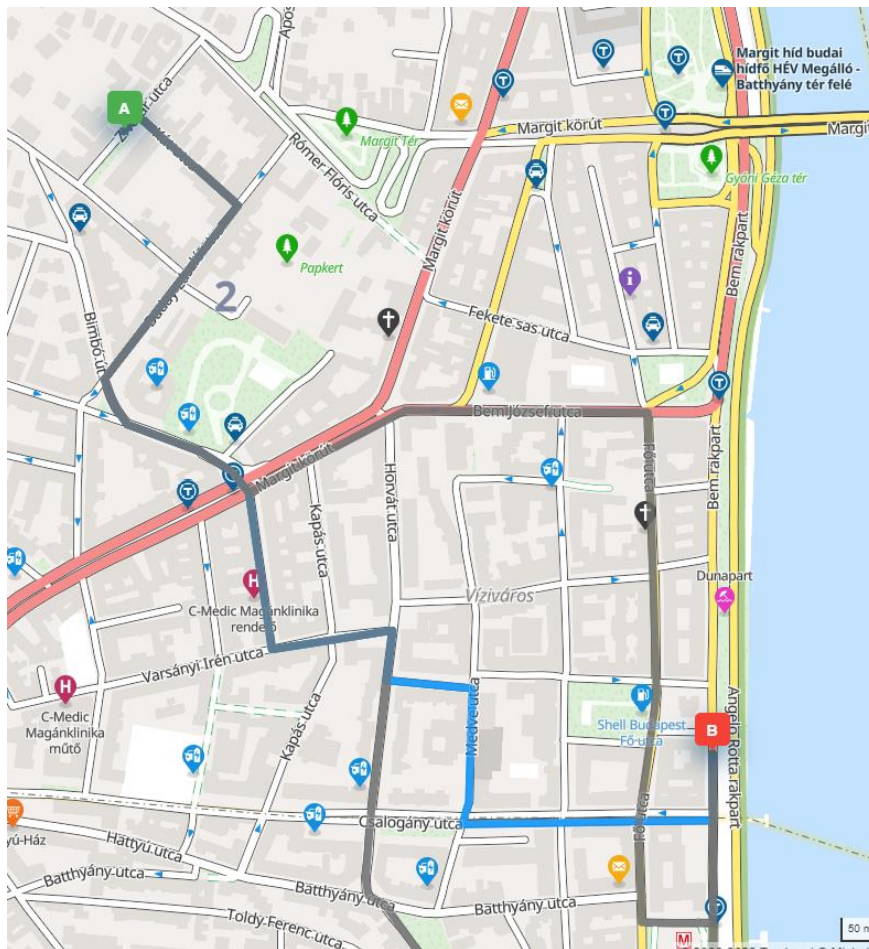 Margit híd budai
hídfő HÉV Megálló -
Batthyány tér felé
A
Margit Tér
Margit körút
Római Flóris utca
Gyóni Géza tér
Papkert
2
Margit körút
Bem rakpart
Bimbó út
Fekete sas utca
Bem József utca
Margit körút
Fő utca
Bem rakpart
Horvát utca
Kapás utca
Víziváros
Dunapart
C-Medic Magánklinika
rendelő
H
Varsányi Irén utca
H
C-Medic
Magánklinika
műtő
Kapás utca
Medve utca
Shell Budapest
Fő utca
B
Angelo Rotta rakpart
Csalogány utca
Fő utca
yú-Ház
Hattyú utca
Batthyány utca
Batthyány utca
Batthyány utca
Toldy Ferenc utca
M
50 m